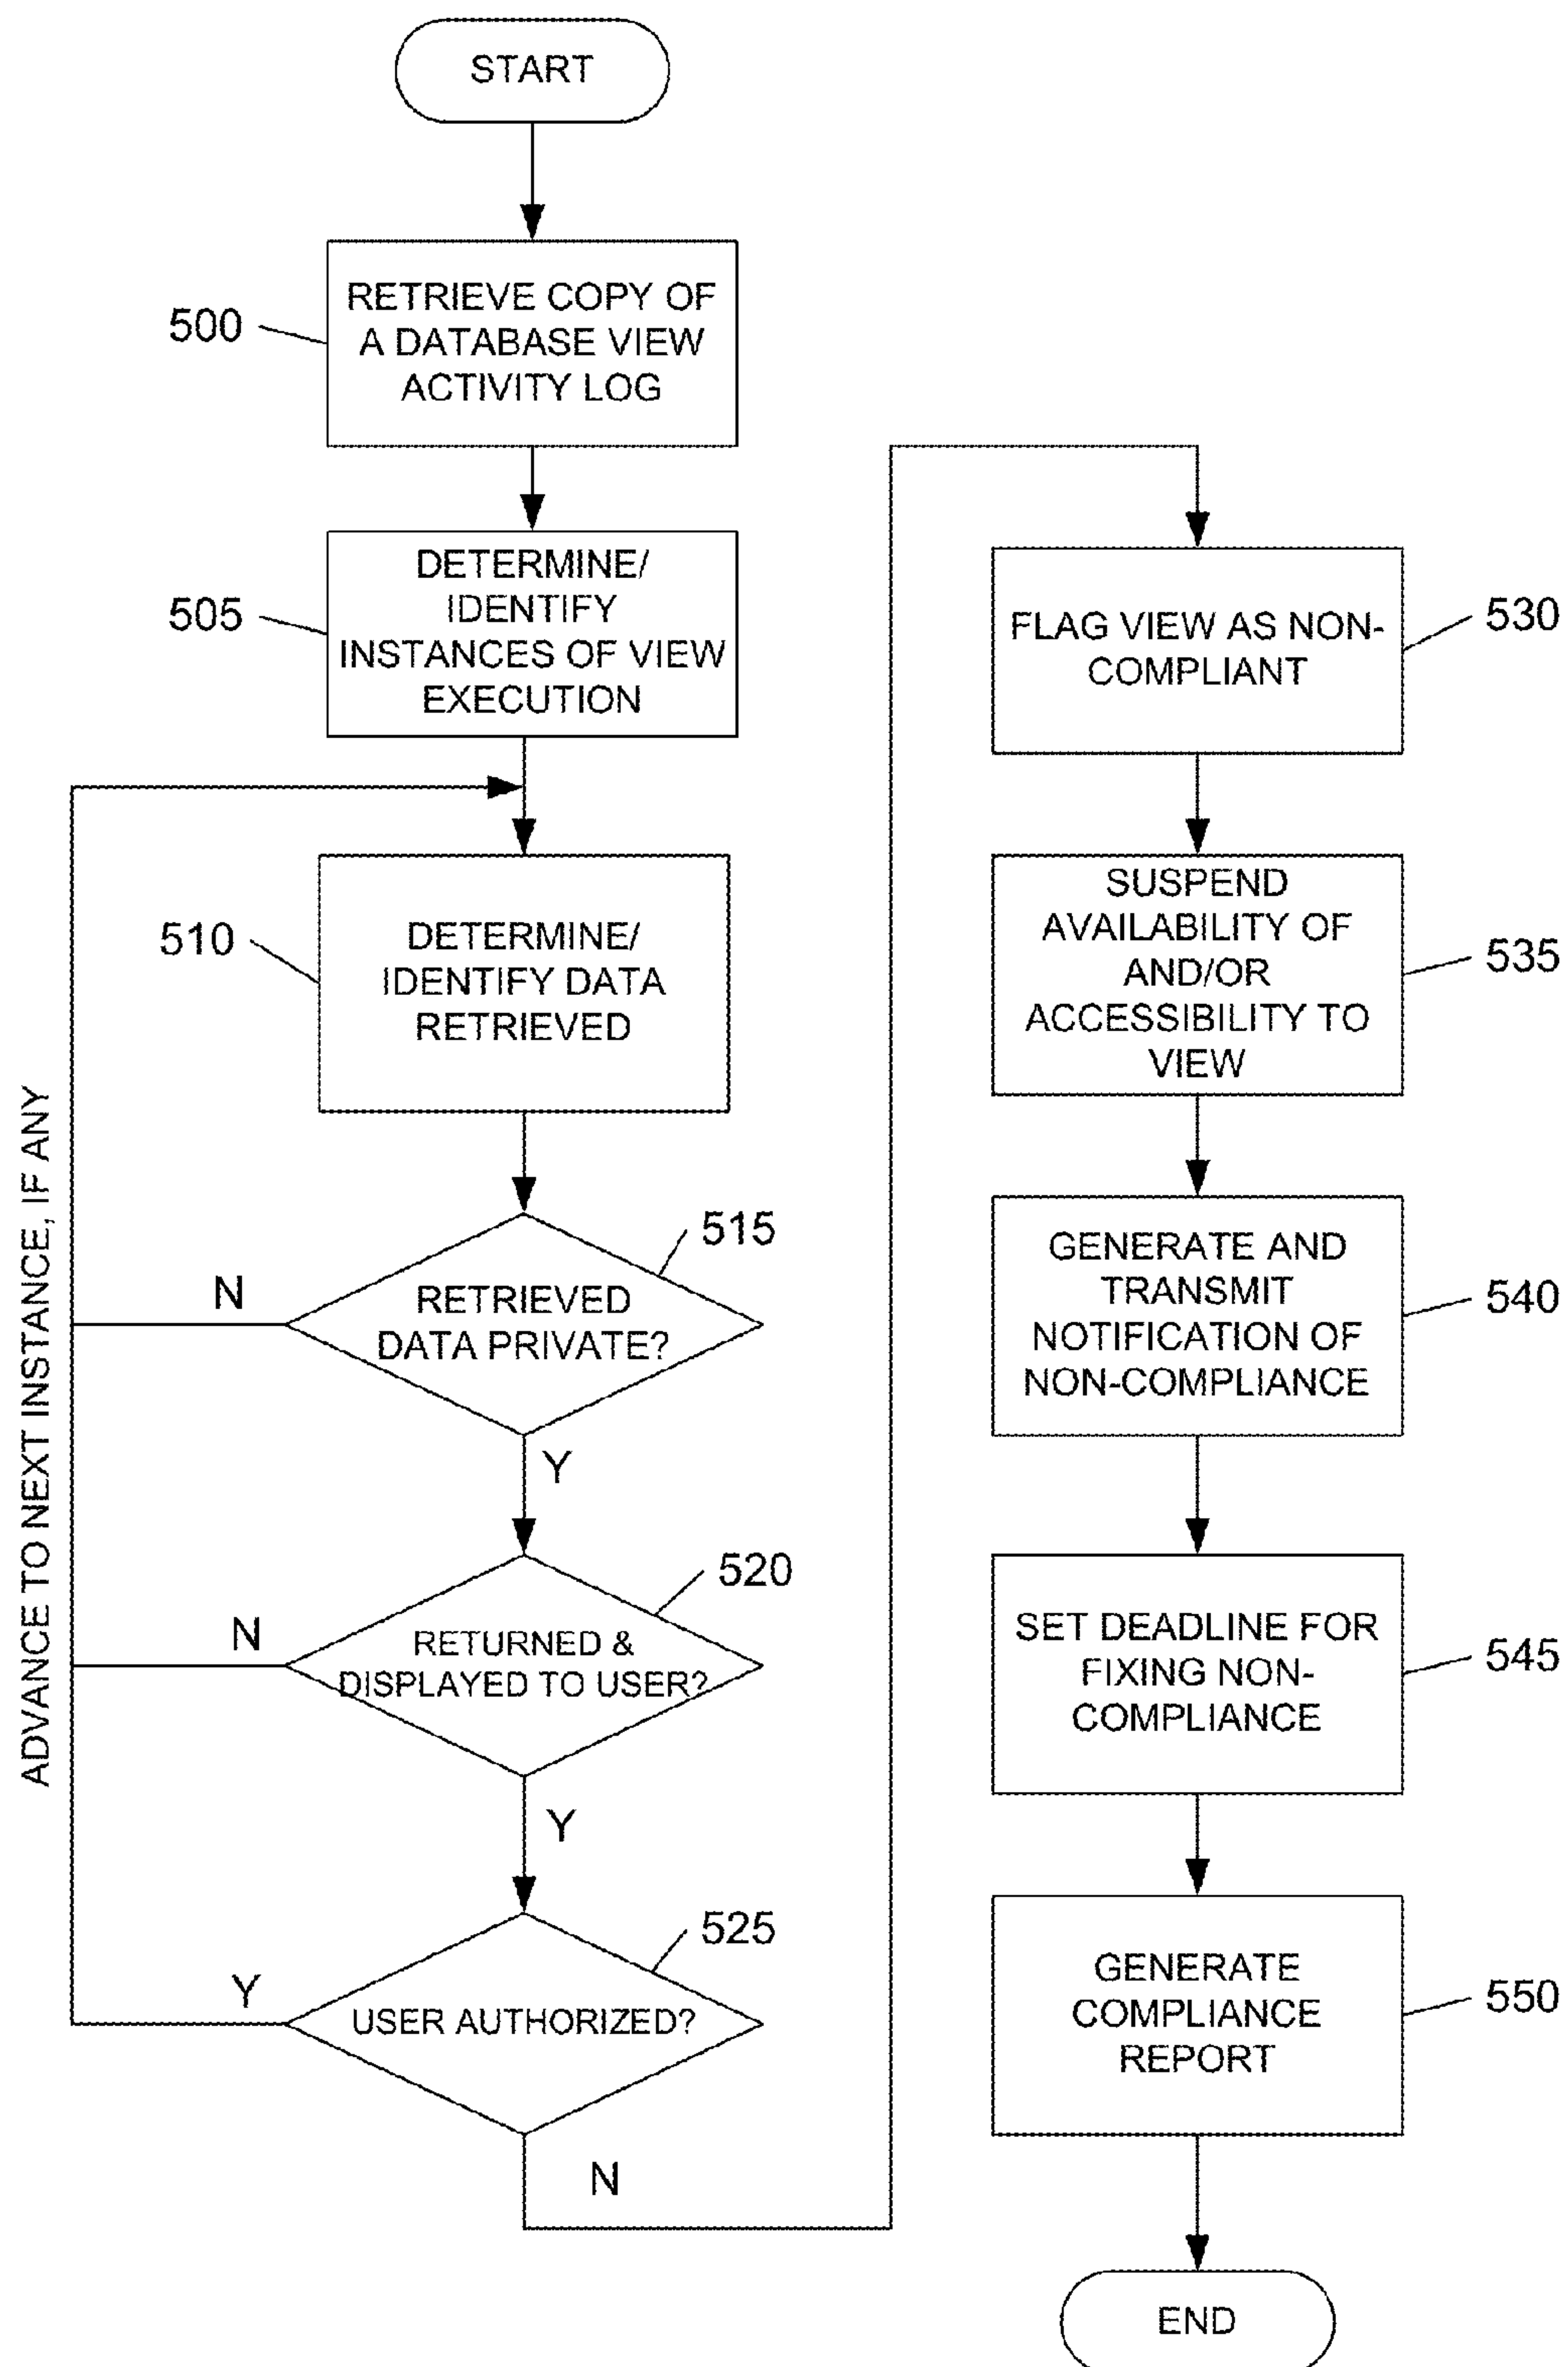 START
500
RETRIEVE COPY OF
A DATABASE VIEW
ACTIVITY LOG
505
DETERMINE/
IDENTIFY
INSTANCES OF VIEW
EXECUTION
510
DETERMINE/
IDENTIFY DATA
RETRIEVED
ADVANCE TO NEXT INSTANCE, IF ANY
515
N
RETRIEVED
DATA PRIVATE?
Y
520
N
RETURNED &
DISPLAYED TO USER?
Y
525
Y
USER AUTHORIZED?
N
FLAG VIEW AS NON-
COMPLIANT
530
SUSPEND
AVAILABILITY OF
AND/OR
ACCESSIBILITY TO
VIEW
535
GENERATE AND
TRANSMIT
NOTIFICATION OF
NON-COMPLIANCE
540
SET DEADLINE FOR
FIXING NON-
COMPLIANCE
545
GENERATE
COMPLIANCE
REPORT
550
END